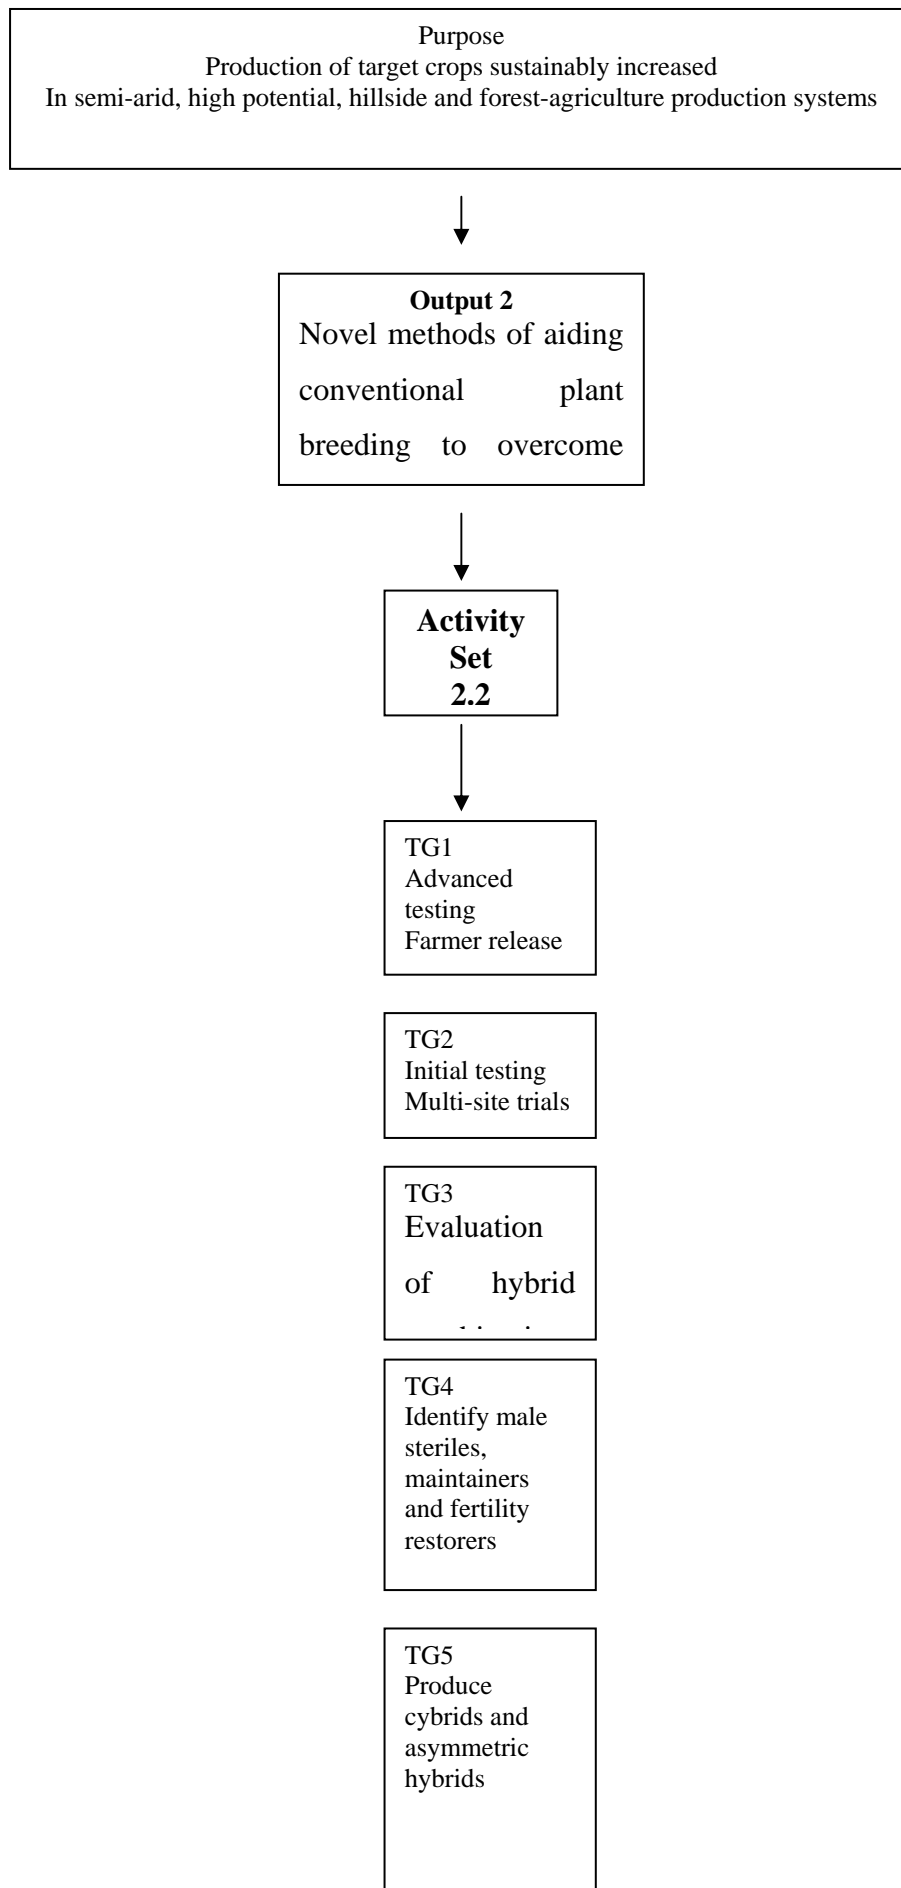 Purpose
Production of target crops sustainably increased
In semi-arid, high potential, hillside and forest-agriculture production systems
Output 2
Novel methods of aiding
conventional plant
breeding to overcome
Activity
Set
2.2
TG1
Advanced
testing
Farmer release
TG2
Initial testing
Multi-site trials
TG3
Evaluation
of hybrid
TG4
Identify male
steriles,
maintainers
and fertility
restorers
TG5
Produce
cybrids and
asymmetric
hybrids